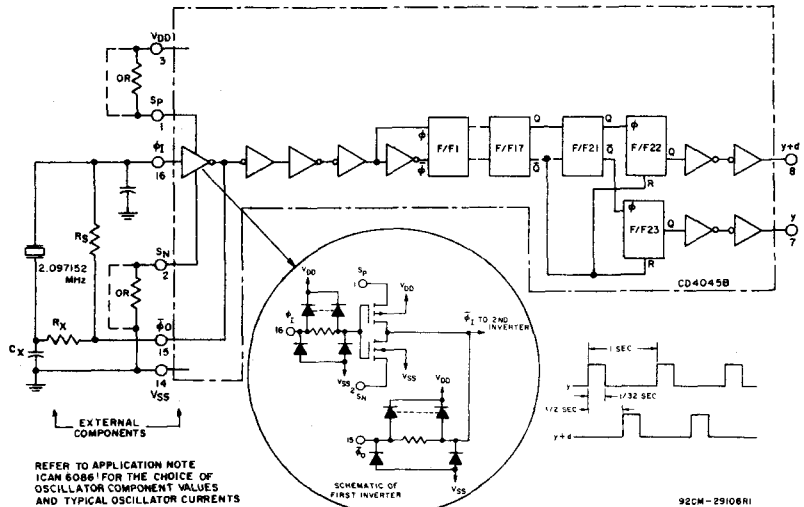 VDD
3
OR
SP
1
ϕI
16
RS
SN
2
2.097152
MHz
OR
RX
ϕ̅O
15
CX
14
VSS
EXTERNAL
COMPONENTS
REFER TO APPLICATION NOTE
ICAN 6086' FOR THE CHOICE OF
OSCILLATOR COMPONENT VALUES
AND TYPICAL OSCILLATOR CURRENTS
ϕ
ϕ̅
F/F1
F/F17
Q
Q̅
F/F21
Q
Q̅
ϕ
F/F22
Q
R
y+d
8
ϕ
F/F23
Q
R
y
7
CD4045B
SP
1
VDD
VDD
ϕI
16
ϕ̅I TO 2ND
INVERTER
VSS
VSS
2
SN
VDD
15
ϕ̅O
VSS
SCHEMATIC OF
FIRST INVERTER
1 SEC
y
1/32 SEC
1/2 SEC
y+d
92CM-29106R1